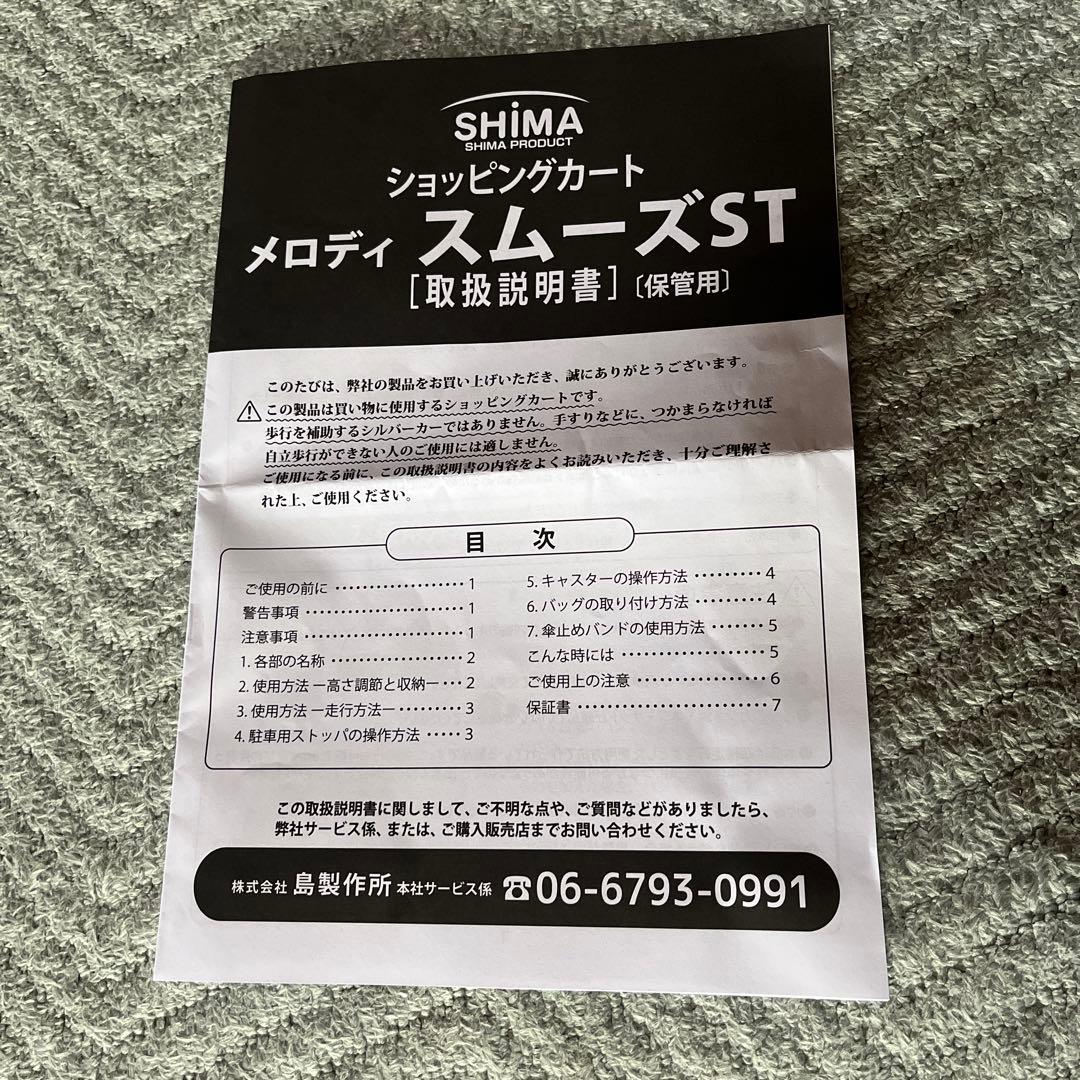 SHiMA
SHIMA PRODUCT
ショッピングカート
メロディ スムーズST
［取扱説明書］〔保管用〕
このたびは、弊社の製品をお買い上げいただき、誠にありがとうございます。
この製品は買い物に使用するショッピングカートです。
歩行を補助するシルバーカーではありません。手すりなどに、つかまらなければ
自立歩行ができない人のご使用には適しません。
ご使用になる前に、この取扱説明書の内容をよくお読みいただき、十分ご理解さ
れた上、ご使用ください。
目 次
ご使用の前に ………………… 1
警告事項 ……………………… 1
注意事項 ……………………… 1
1. 各部の名称 ………………… 2
2. 使用方法 ー高さ調節と収納ー … 2
3. 使用方法 ー走行方法ー ……… 3
4. 駐車用ストッパの操作方法 …… 3
5. キャスターの操作方法 ……… 4
6. バッグの取り付け方法 ……… 4
7. 傘止めバンドの使用方法 …… 5
こんな時には ………………… 5
ご使用上の注意 ……………… 6
保証書 ………………………… 7
この取扱説明書に関しまして、ご不明な点や、ご質問などがありましたら、
弊社サービス係、または、ご購入販売店までお問い合わせください。
株式会社 島製作所 本社サービス係 ☎06-6793-0991